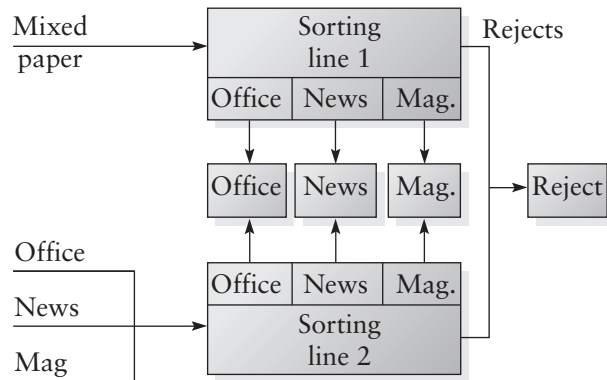 Mixed
paper
Sorting
line 1
Rejects
Office News Mag.
Office News Mag. Reject
Office
Office News Mag.
News
Sorting
line 2
Mag